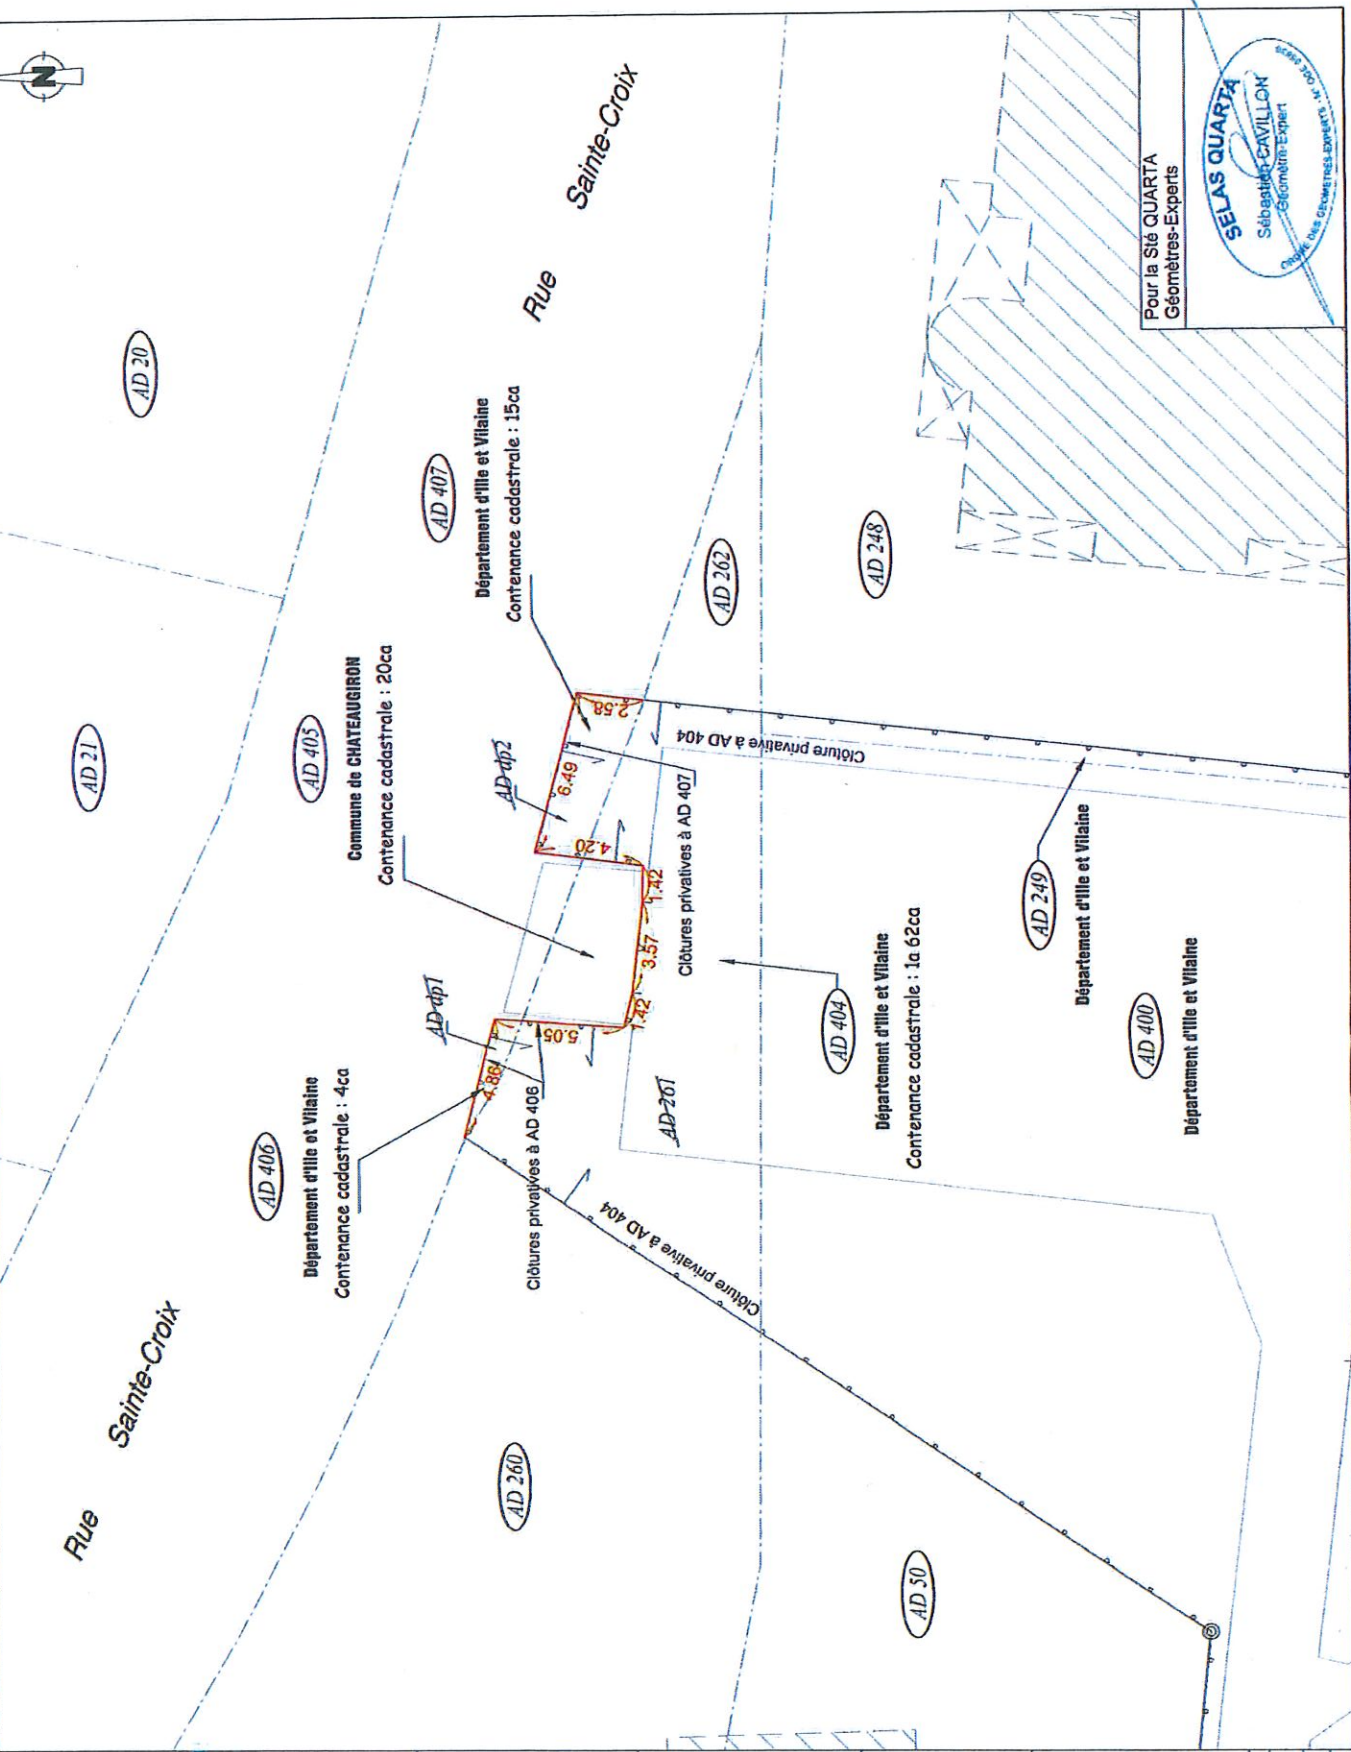 N
AD 20
AD 21
Rue
Sainte-Croix
AD 405
Commune de CHATEAUGIRON
Contenance cadastrale : 20ca
AD 407
Département d'Ille et Vilaine
Contenance cadastrale : 15ca
AD 406
Département d'Ille et Vilaine
Contenance cadastrale : 4ca
Rue
Sainte-Croix
AD dp1
AD dp2
4.86
5.05
1.42
3.57
1.42
4.20
6.49
2.58
Clôtures privatives à AD 406
Clôtures privatives à AD 407
Clôture privative à AD 404
Clôture privative à AD 404
AD 261
AD 262
AD 248
AD 260
AD 404
Département d'Ille et Vilaine
Contenance cadastrale : 1a 62ca
AD 249
Département d'Ille et Vilaine
AD 400
Département d'Ille et Vilaine
AD 50
Pour la Sté QUARTA
Géomètres-Experts
SELAS QUARTA
Sébastien CAVILLON
Géomètre-Expert
ORDRE DES GEOMETRES-EXPERTS